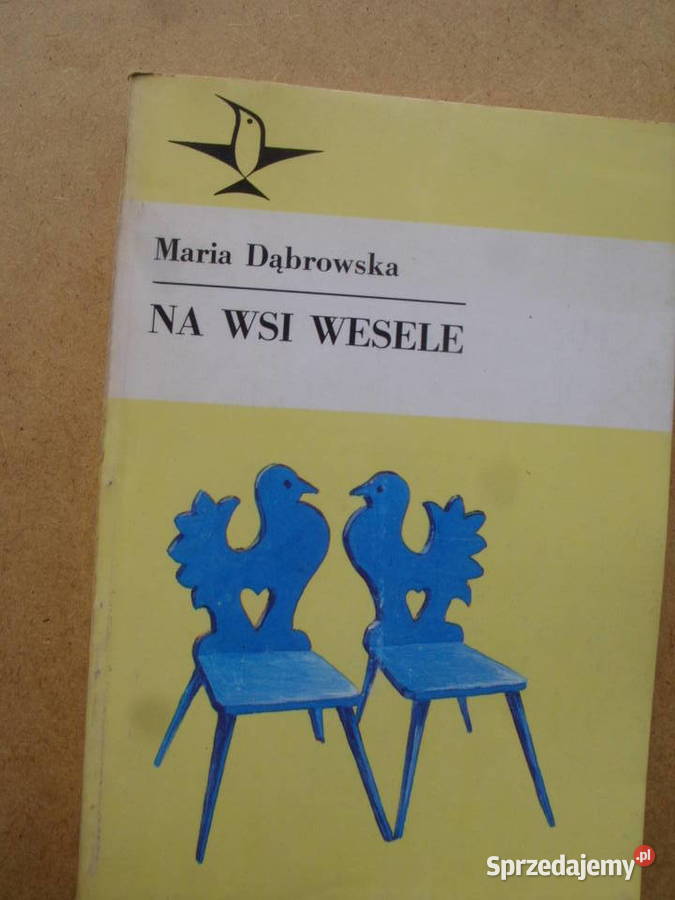 Maria Dąbrowska
NA WSI WESELE
Sprzedajemy.pl